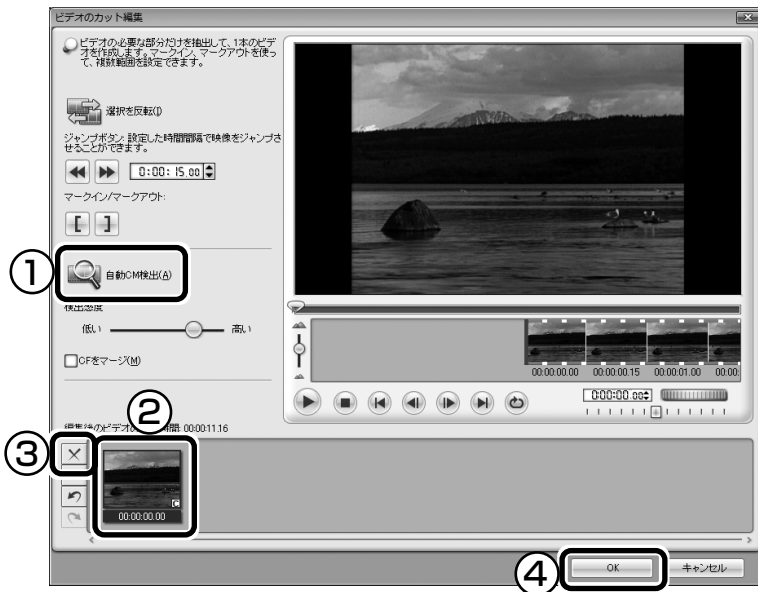 ビデオのカット編集
ビデオの必要な部分だけを抽出して、1本のビデ
オを作成します。マークイン、マークアウトを使っ
て、複数範囲を設定できます。
選択を反転(I)
ジャンプボタン: 設定した時間間隔で映像をジャンプさ
せることができます。
0:00:15.00
マークイン/マークアウト:
①
自動CM検出(A)
検出感度
低い
高い
CFをマージ(M)
00:00:00.00
00:00:00.15
00:00:01.00
00:00:
0:00:00.00
②
編集後のビデオの
間: 00:00:11.16
③
C
00:00:00.00
④
OK
キャンセル